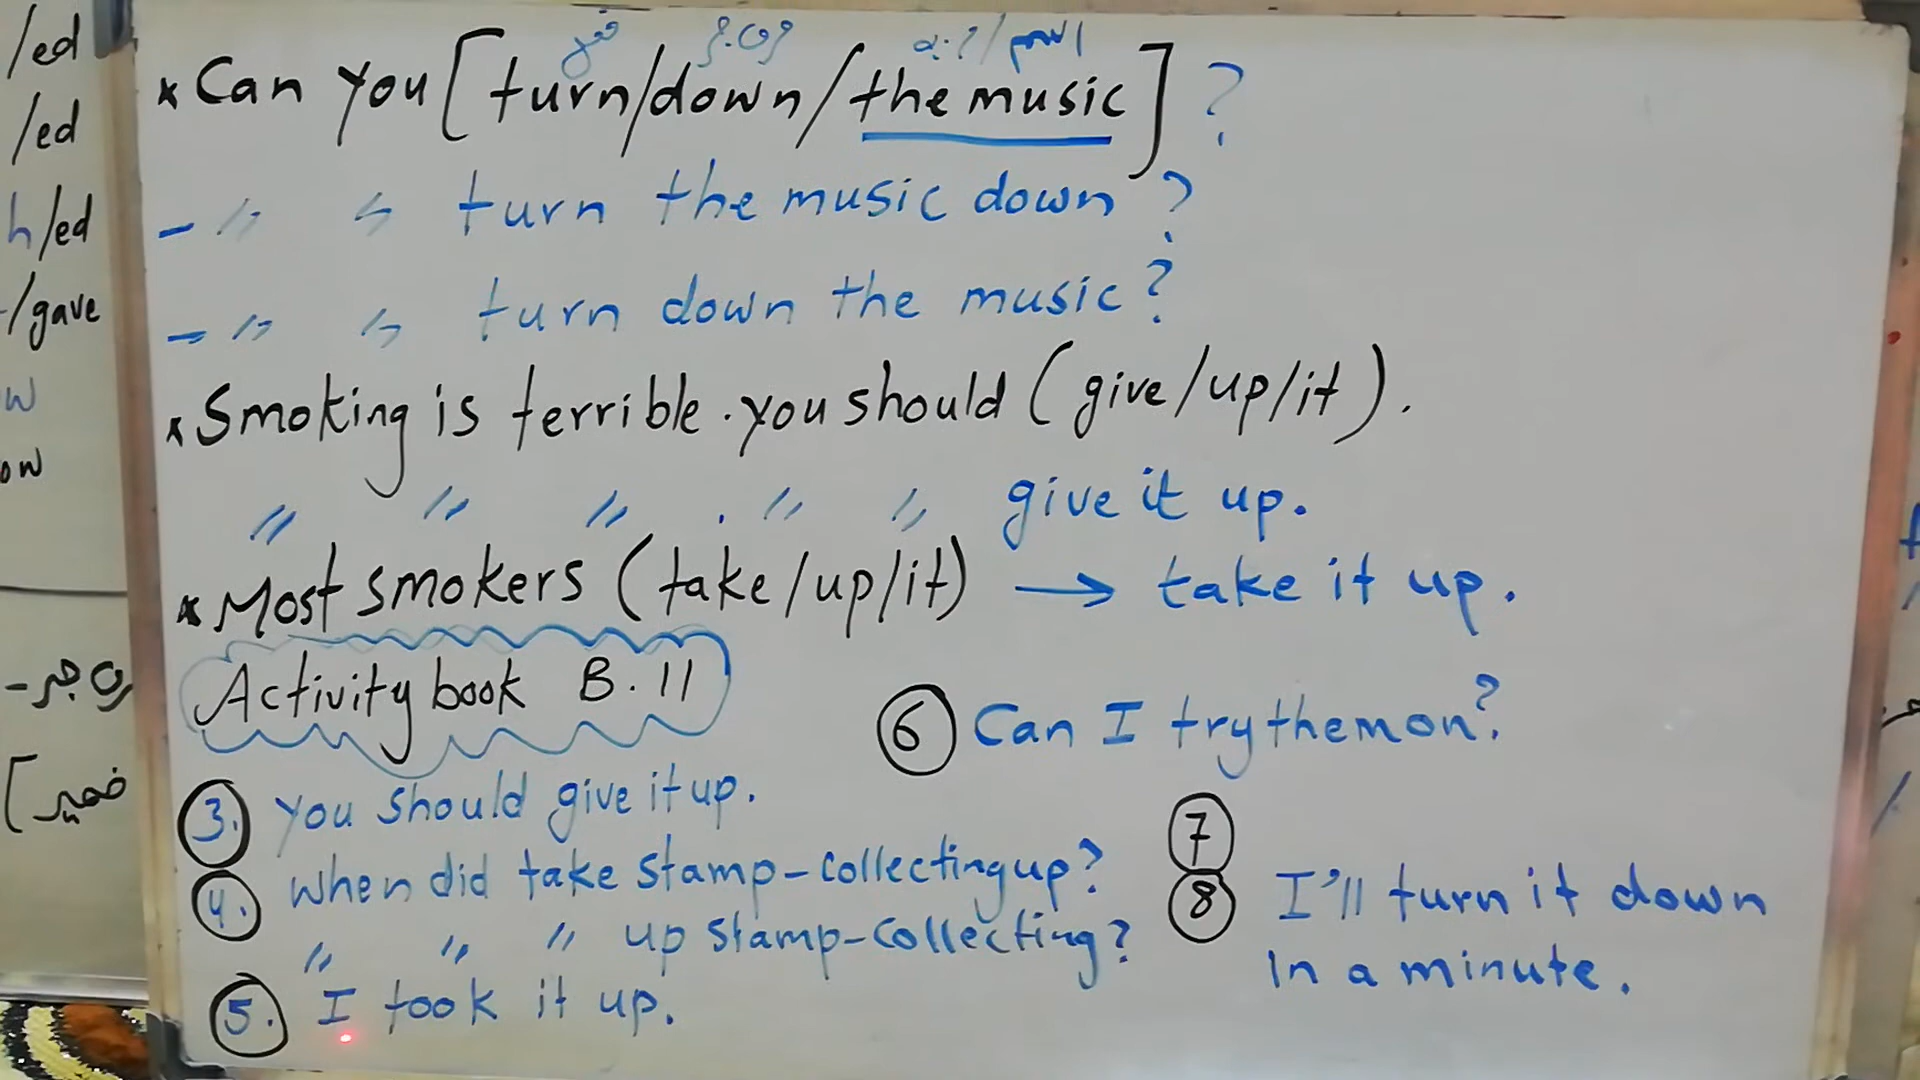 /ed
/ed
h/ed
/gave
w
ow
ضمير]
فعل
اسم
* Can you [turn/down/the music] ?
- " " turn the music down ?
- " " turn down the music ?
* Smoking is terrible. you should (give/up/it).
" " " . " " give it up.
* Most smokers (take/up/it) → take it up.
Activity book B.11
3. you should give it up.
4. when did take stamp-collecting up?
" " " up stamp-collecting?
5. I took it up.
6 Can I try them on?
7
8 I'll turn it down
in a minute.